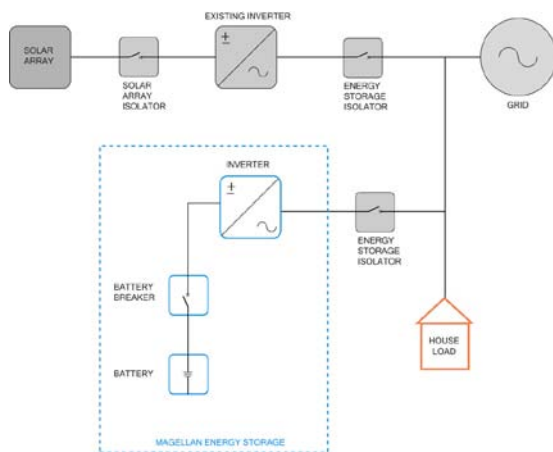 SOLAR
ARRAY
SOLAR
ARRAY
ISOLATOR
EXISTING INVERTER
ENERGY
STORAGE
ISOLATOR
GRID
INVERTER
ENERGY
STORAGE
ISOLATOR
BATTERY
BREAKER
BATTERY
HOUSE
LOAD
MAGELLAN ENERGY STORAGE